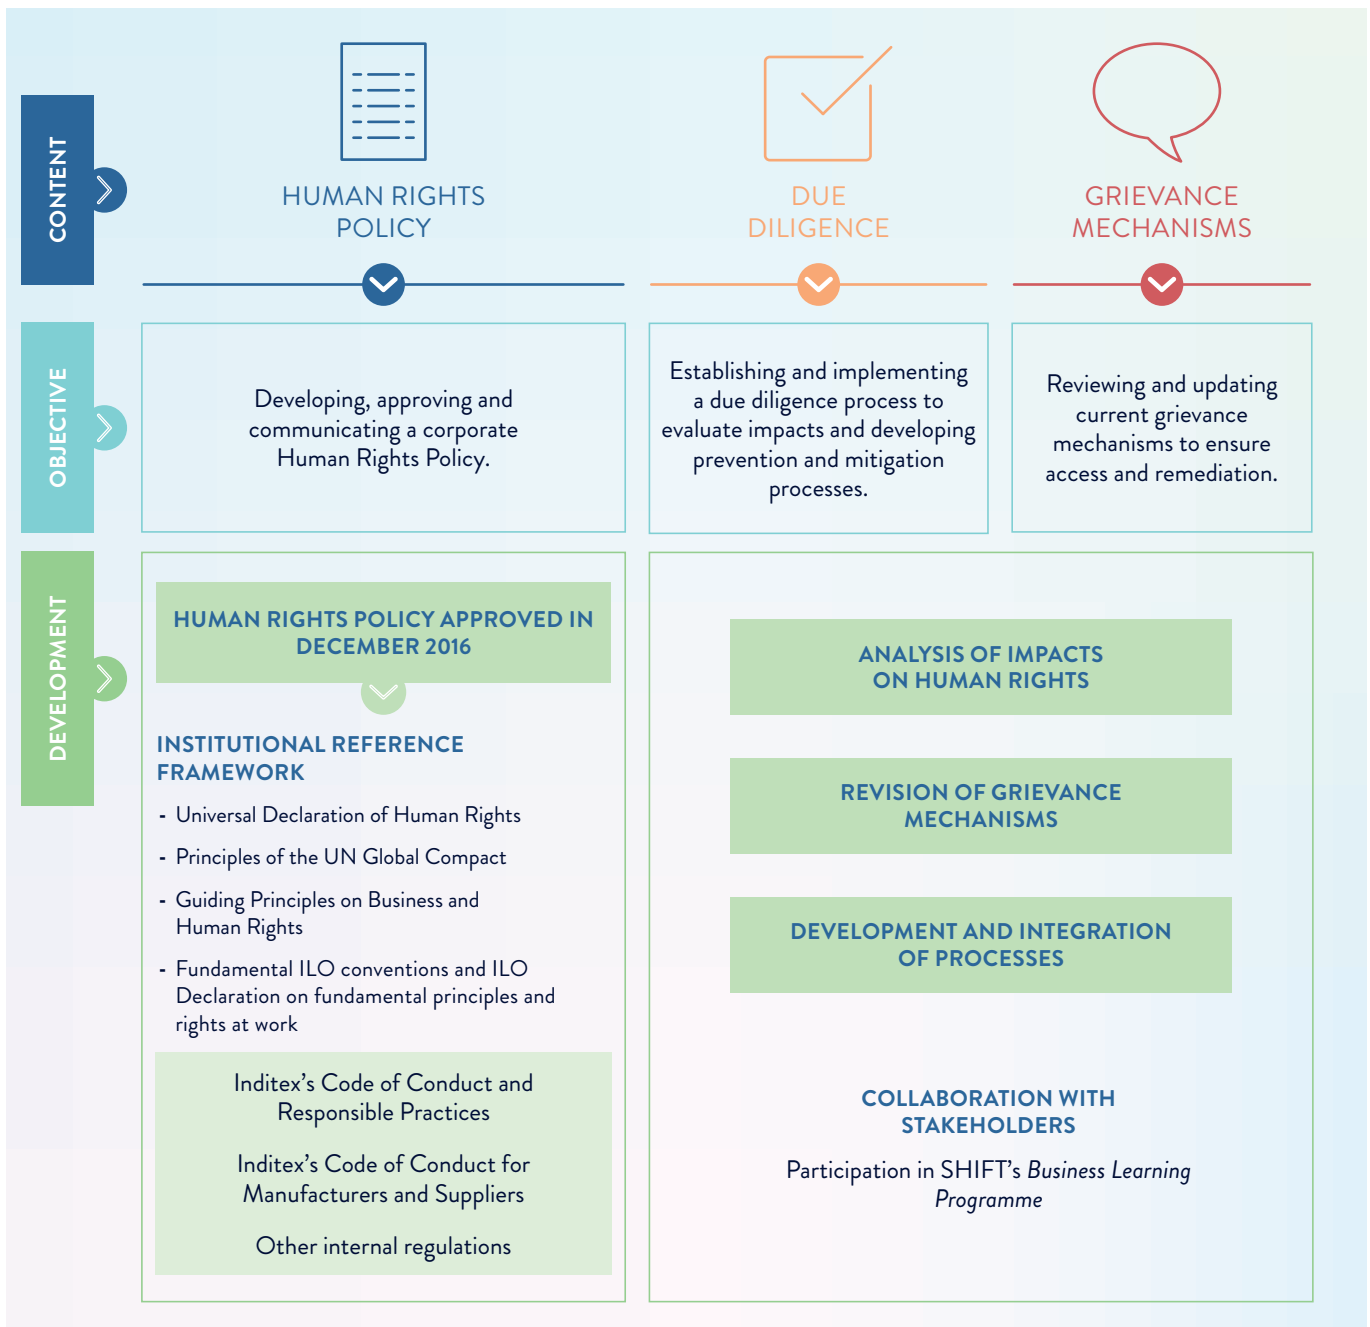 CONTENT
HUMAN RIGHTS
POLICY
DUE
DILIGENCE
GRIEVANCE
MECHANISMS
OBJECTIVE
Developing, approving and
communicating a corporate
Human Rights Policy.
Establishing and implementing
a due diligence process to
evaluate impacts and developing
prevention and mitigation
processes.
Reviewing and updating
current grievance
mechanisms to ensure
access and remediation.
DEVELOPMENT
HUMAN RIGHTS POLICY APPROVED IN
DECEMBER 2016
INSTITUTIONAL REFERENCE
FRAMEWORK
- Universal Declaration of Human Rights
- Principles of the UN Global Compact
- Guiding Principles on Business and
Human Rights
- Fundamental ILO conventions and ILO
Declaration on fundamental principles and
rights at work
Inditex's Code of Conduct and
Responsible Practices
Inditex's Code of Conduct for
Manufacturers and Suppliers
Other internal regulations
ANALYSIS OF IMPACTS
ON HUMAN RIGHTS
REVISION OF GRIEVANCE
MECHANISMS
DEVELOPMENT AND INTEGRATION
OF PROCESSES
COLLABORATION WITH
STAKEHOLDERS
Participation in SHIFT's Business Learning
Programme